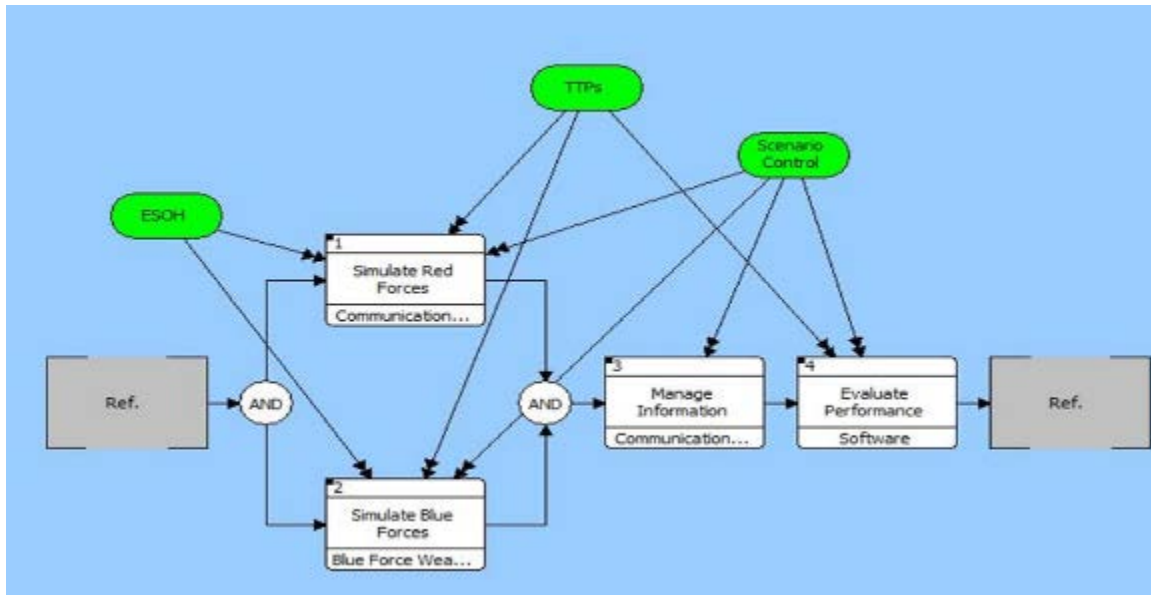 TTPs
Scenario
Control
ESOH
1
Simulate Red
Forces
Communication...
Ref.
AND
AND
3
Manage
Information
Communication...
4
Evaluate
Performance
Software
Ref.
2
Simulate Blue
Forces
Blue Force Wea...